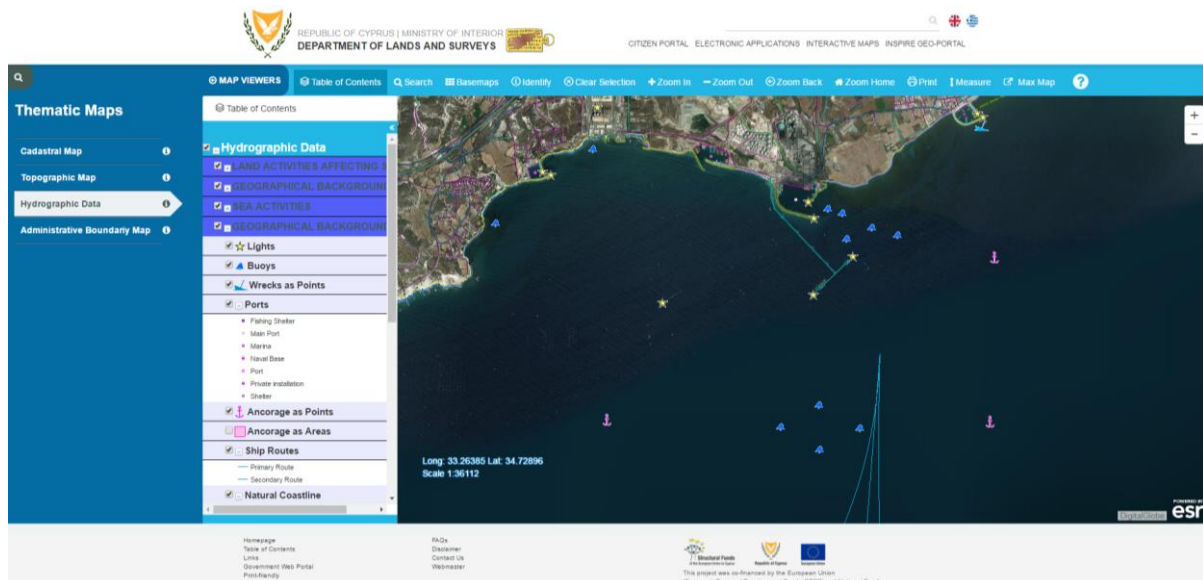 REPUBLIC OF CYPRUS | MINISTRY OF INTERIOR
DEPARTMENT OF LANDS AND SURVEYS
CITIZEN PORTAL ELECTRONIC APPLICATIONS INTERACTIVE MAPS INSPIRE GEO-PORTAL
MAP VIEWERS
Table of Contents
Search
Basemaps
Identify
Clear Selection
Zoom In
Zoom Out
Zoom Back
Zoom Home
Print
Measure
Max Map
?
Thematic Maps
Cadastral Map
Topographic Map
Hydrographic Data
Administrative Boundariy Map
Table of Contents
Hydrographic Data
LAND ACTIVITIES AFFECTING
GEOGRAPHICAL BACKGROUN
SEA ACTIVITIES
GEOGRAPHICAL BACKGROUN
Lights
Buoys
Wrecks as Points
Ports
Fishing Shelter
Main Port
Marina
Naval Base
Port
Private installation
Shelter
Ancorage as Points
Ancorage as Areas
Ship Routes
Primary Route
Secondary Route
Natural Coastline
Long: 33.26385 Lat: 34.72896
Scale 1:36112
+
-
POWERED BY
esr
DigitalGlobe
Homepage
Table of Contents
Links
Government Web Portal
Print-friendly
FAQs
Disclaimer
Contact Us
Webmaster
Structural Funds
Republic of Cyprus
European Union
This project was co-financed by the European Union